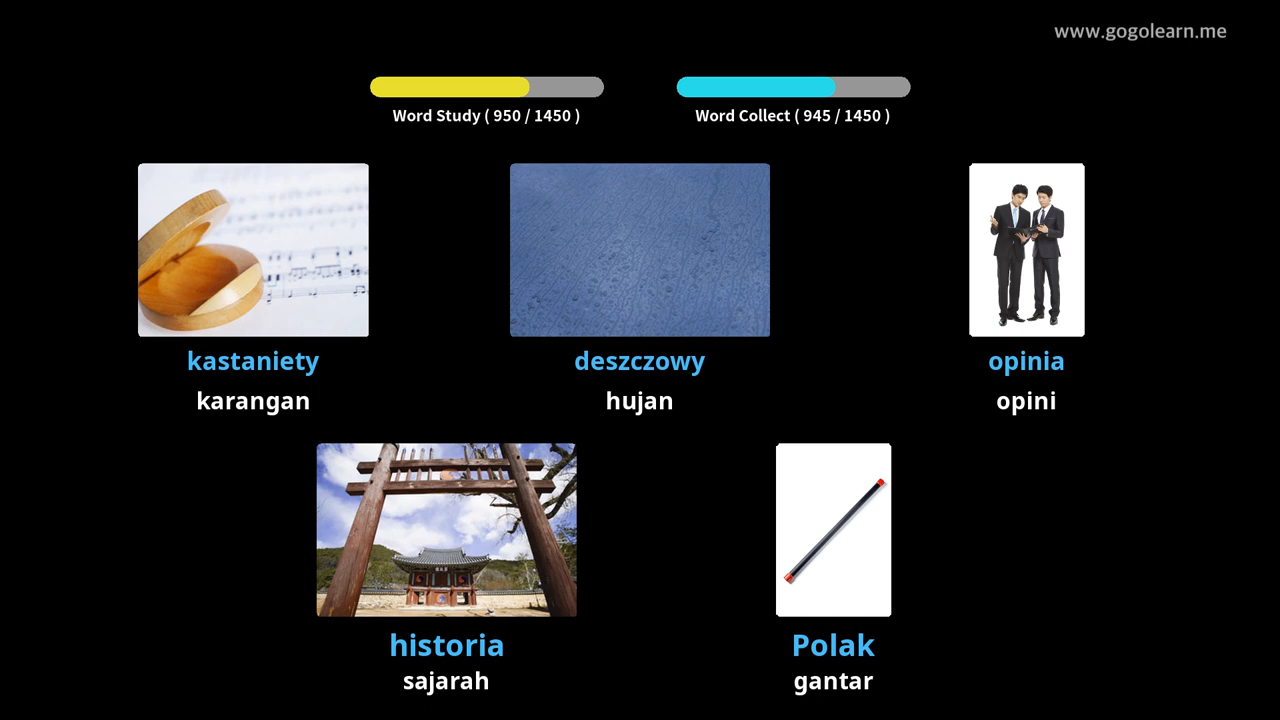 www.gogolearn.me
Word Study ( 950 / 1450 )
Word Collect ( 945 / 1450 )
kastaniety
deszczowy
opinia
karangan
hujan
opini
historia
Polak
sajarah
gantar